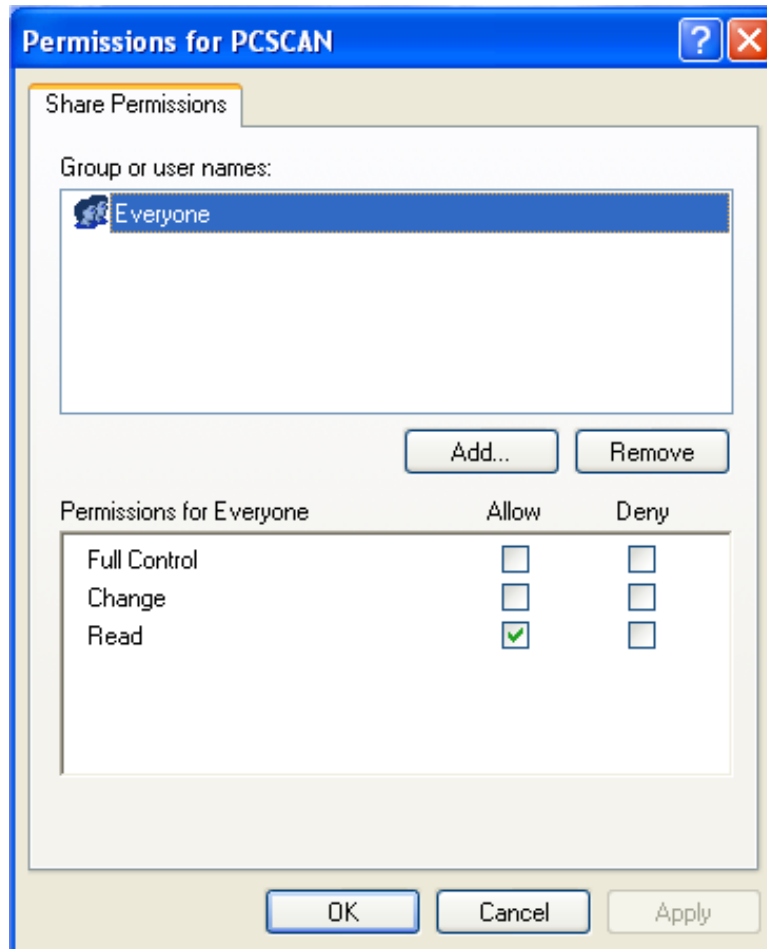 Permissions for PCSCAN
Share Permissions
Group or user names:
Everyone
Add... Remove
Permissions for Everyone Allow Deny
Full Control
Change
Read
OK Cancel Apply